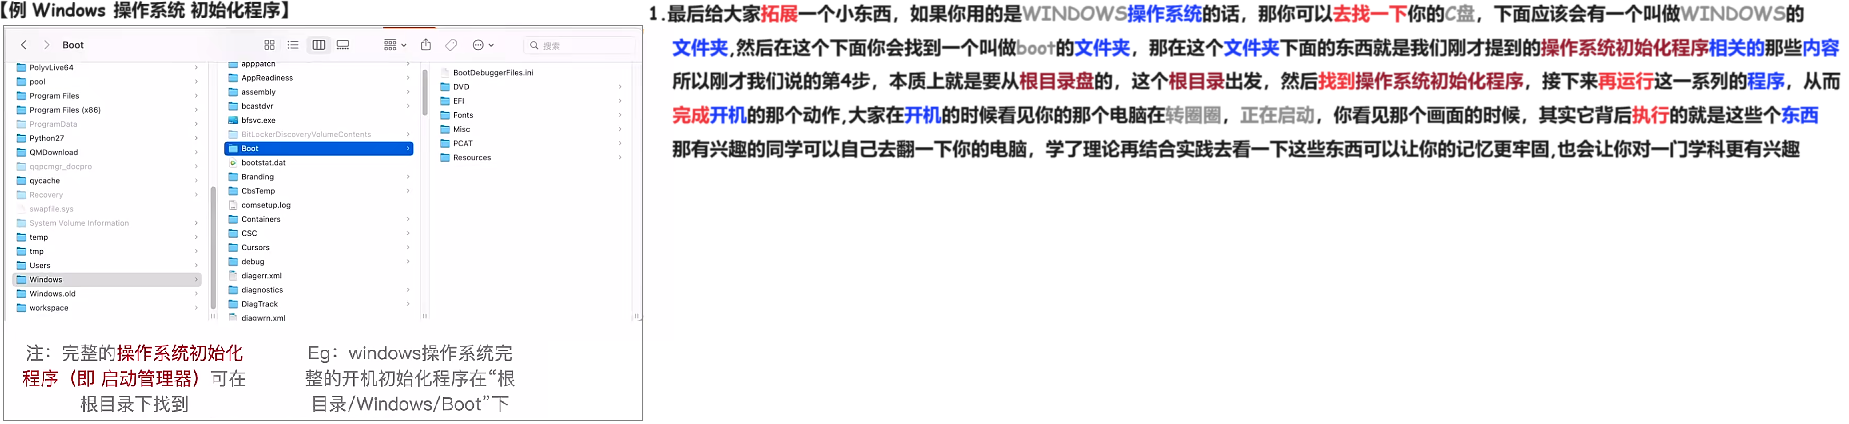 【例 Windows 操作系统 初始化程序】
Boot
搜索
PolyvLive64
pool
Program Files
Program Files (x86)
ProgramData
Python27
QMDownload
qqpcmgr_docpro
qycache
Recovery
swapfile.sys
System Volume Information
temp
tmp
Users
Windows
Windows.old
workspace
apppatch
AppReadiness
assembly
bcastdvr
bfsvc.exe
BitLockerDiscoveryVolumeContents
Boot
bootstat.dat
Branding
CbsTemp
comsetup.log
Containers
CSC
Cursors
debug
diagerr.xml
diagnostics
DiagTrack
diagwrn.xml
BootDebuggerFiles.ini
DVD
EFI
Fonts
Misc
PCAT
Resources
注：完整的操作系统初始化
程序（即 启动管理器）可在
根目录下找到
Eg：windows操作系统完
整的开机初始化程序在“根
目录/Windows/Boot”下
1.最后给大家拓展一个小东西，如果你用的是WINDOWS操作系统的话，那你可以去找一下你的C盘，下面应该会有一个叫做WINDOWS的
文件夹,然后在这个下面你会找到一个叫做boot的文件夹，那在这个文件夹下面的东西就是我们刚才提到的操作系统初始化程序相关的那些内容
所以刚才我们说的第4步，本质上就是要从根目录盘的，这个根目录出发，然后找到操作系统初始化程序，接下来再运行这一系列的程序，从而
完成开机的那个动作,大家在开机的时候看见你的那个电脑在转圈圈，正在启动，你看见那个画面的时候，其实它背后执行的就是这些个东西
那有兴趣的同学可以自己去翻一下你的电脑，学了理论再结合实践去看一下这些东西可以让你的记忆更牢固,也会让你对一门学科更有兴趣